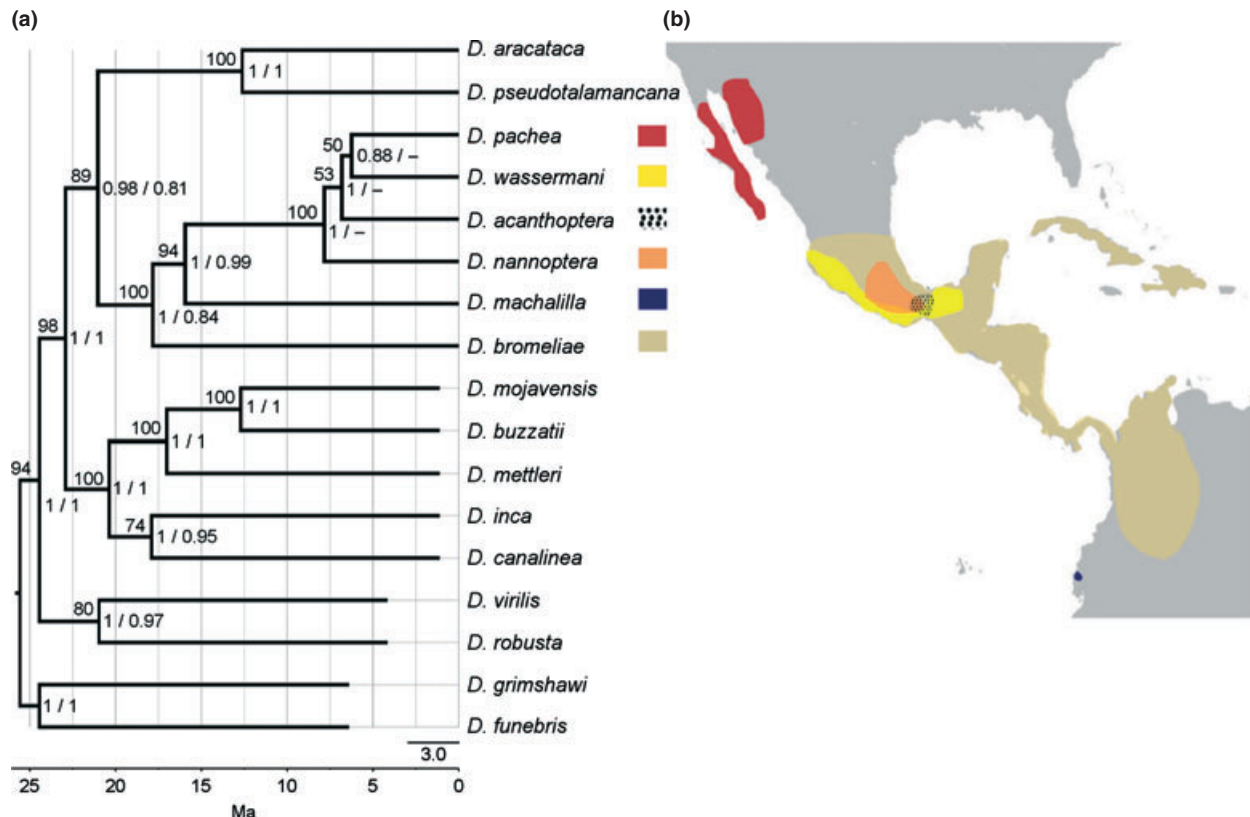 (a)
(b)
D. aracataca
100
1 / 1
D. pseudotalamancana
D. pachea
50
0.88 / –
D. wassermani
53
89
0.98 / 0.81
1 / –
D. acanthoptera
100
1 / –
D. nannoptera
94
1 / 0.99
D. machalilla
100
1 / 0.84
98
1 / 1
D. bromeliae
D. mojavensis
100
1 / 1
D. buzzatii
100
1 / 1
D. mettleri
94
100
1 / 1
1 / 1
D. inca
74
1 / 0.95
D. canalinea
D. virilis
80
1 / 0.97
D. robusta
D. grimshawi
1 / 1
D. funebris
3.0
25 20 15 10 5 0
Ma